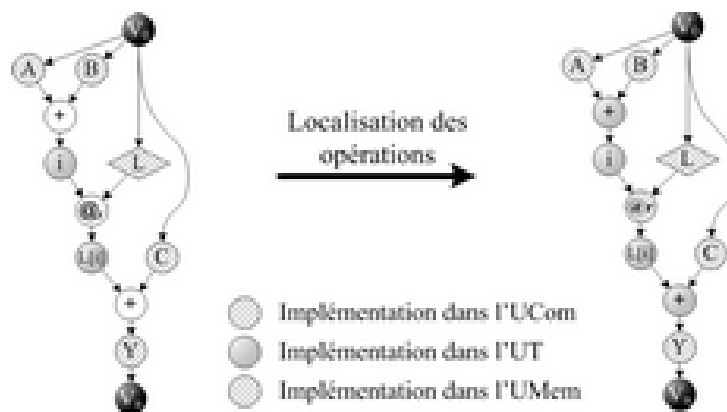 A B
+
i
L
C
+
Y
Localisation des
opérations
A B
+
i
L
C
+
Y
Implémentation dans l'UCom
Implémentation dans l'UT
Implémentation dans l'UMem